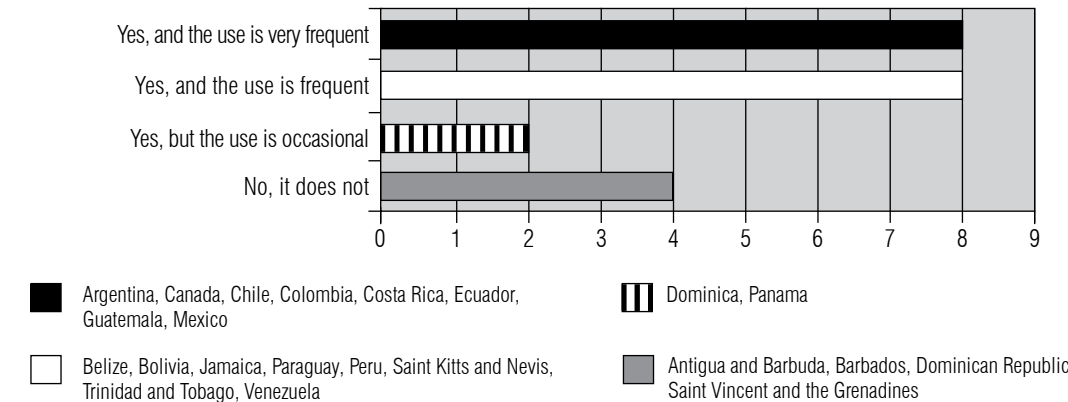 Yes, and the use is very frequent
Yes, and the use is frequent
Yes, but the use is occasional
No, it does not
0 1 2 3 4 5 6 7 8 9
Argentina, Canada, Chile, Colombia, Costa Rica, Ecuador,
Guatemala, Mexico
Dominica, Panama
Belize, Bolivia, Jamaica, Paraguay, Peru, Saint Kitts and Nevis,
Trinidad and Tobago, Venezuela
Antigua and Barbuda, Barbados, Dominican Republic
Saint Vincent and the Grenadines